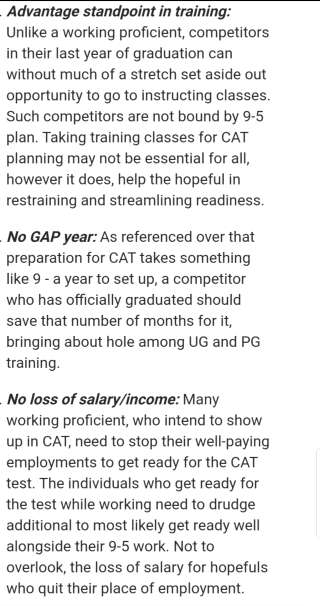 . Advantage standpoint in training:
Unlike a working proficient, competitors
in their last year of graduation can
without much of a stretch set aside out
opportunity to go to instructing classes.
Such competitors are not bound by 9-5
plan. Taking training classes for CAT
planning may not be essential for all,
however it does, help the hopeful in
restraining and streamlining readiness.
. No GAP year: As referenced over that
preparation for CAT takes something
like 9 - a year to set up, a competitor
who has officially graduated should
save that number of months for it,
bringing about hole among UG and PG
training.
. No loss of salary/income: Many
working proficient, who intend to show
up in CAT, need to stop their well-paying
employments to get ready for the CAT
test. The individuals who get ready for
the test while working need to drudge
additional to most likely get ready well
alongside their 9-5 work. Not to
overlook, the loss of salary for hopefuls
who quit their place of employment.